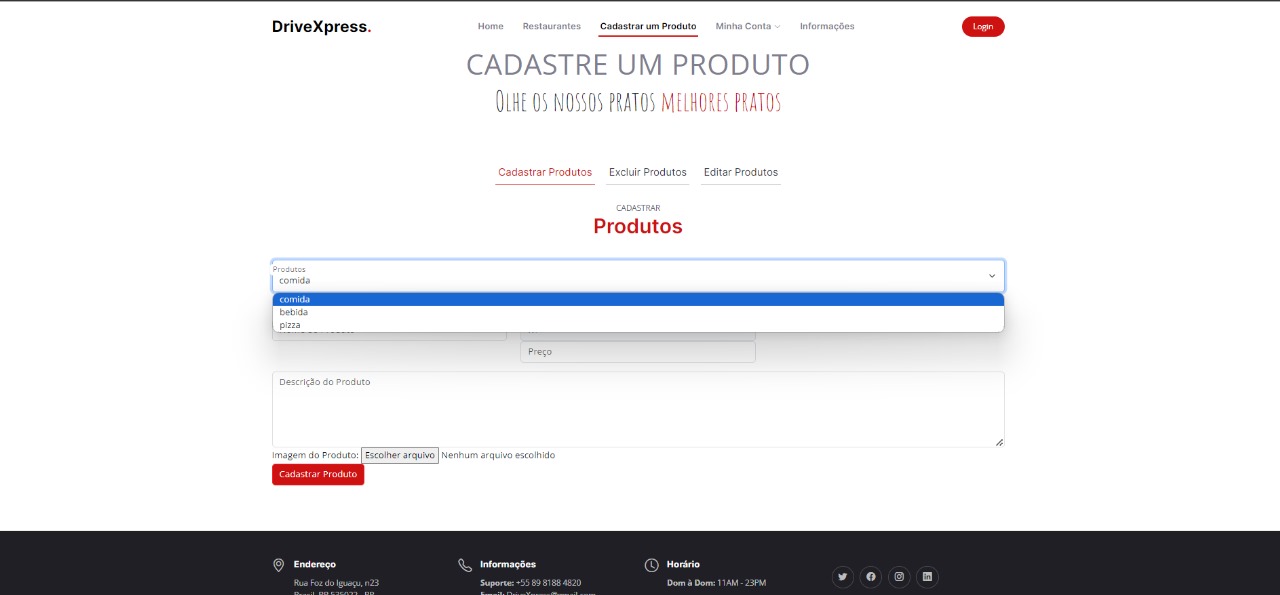 DriveXpress.
Home
Restaurantes
Cadastrar um Produto
Minha Conta
Informações
Login
CADASTRE UM PRODUTO
Olhe os nossos pratos melhores pratos
Cadastrar Produtos
Excluir Produtos
Editar Produtos
CADASTRAR
Produtos
Produtos
comida
comida
bebida
pizza
Preço
Descrição do Produto
Imagem do Produto: Escolher arquivo Nenhum arquivo escolhido
Cadastrar Produto
Endereço
Rua Foz do Iguaçu, n23
Informações
Suporte: +55 89 8188 4820
Horário
Dom à Dom: 11AM - 23PM